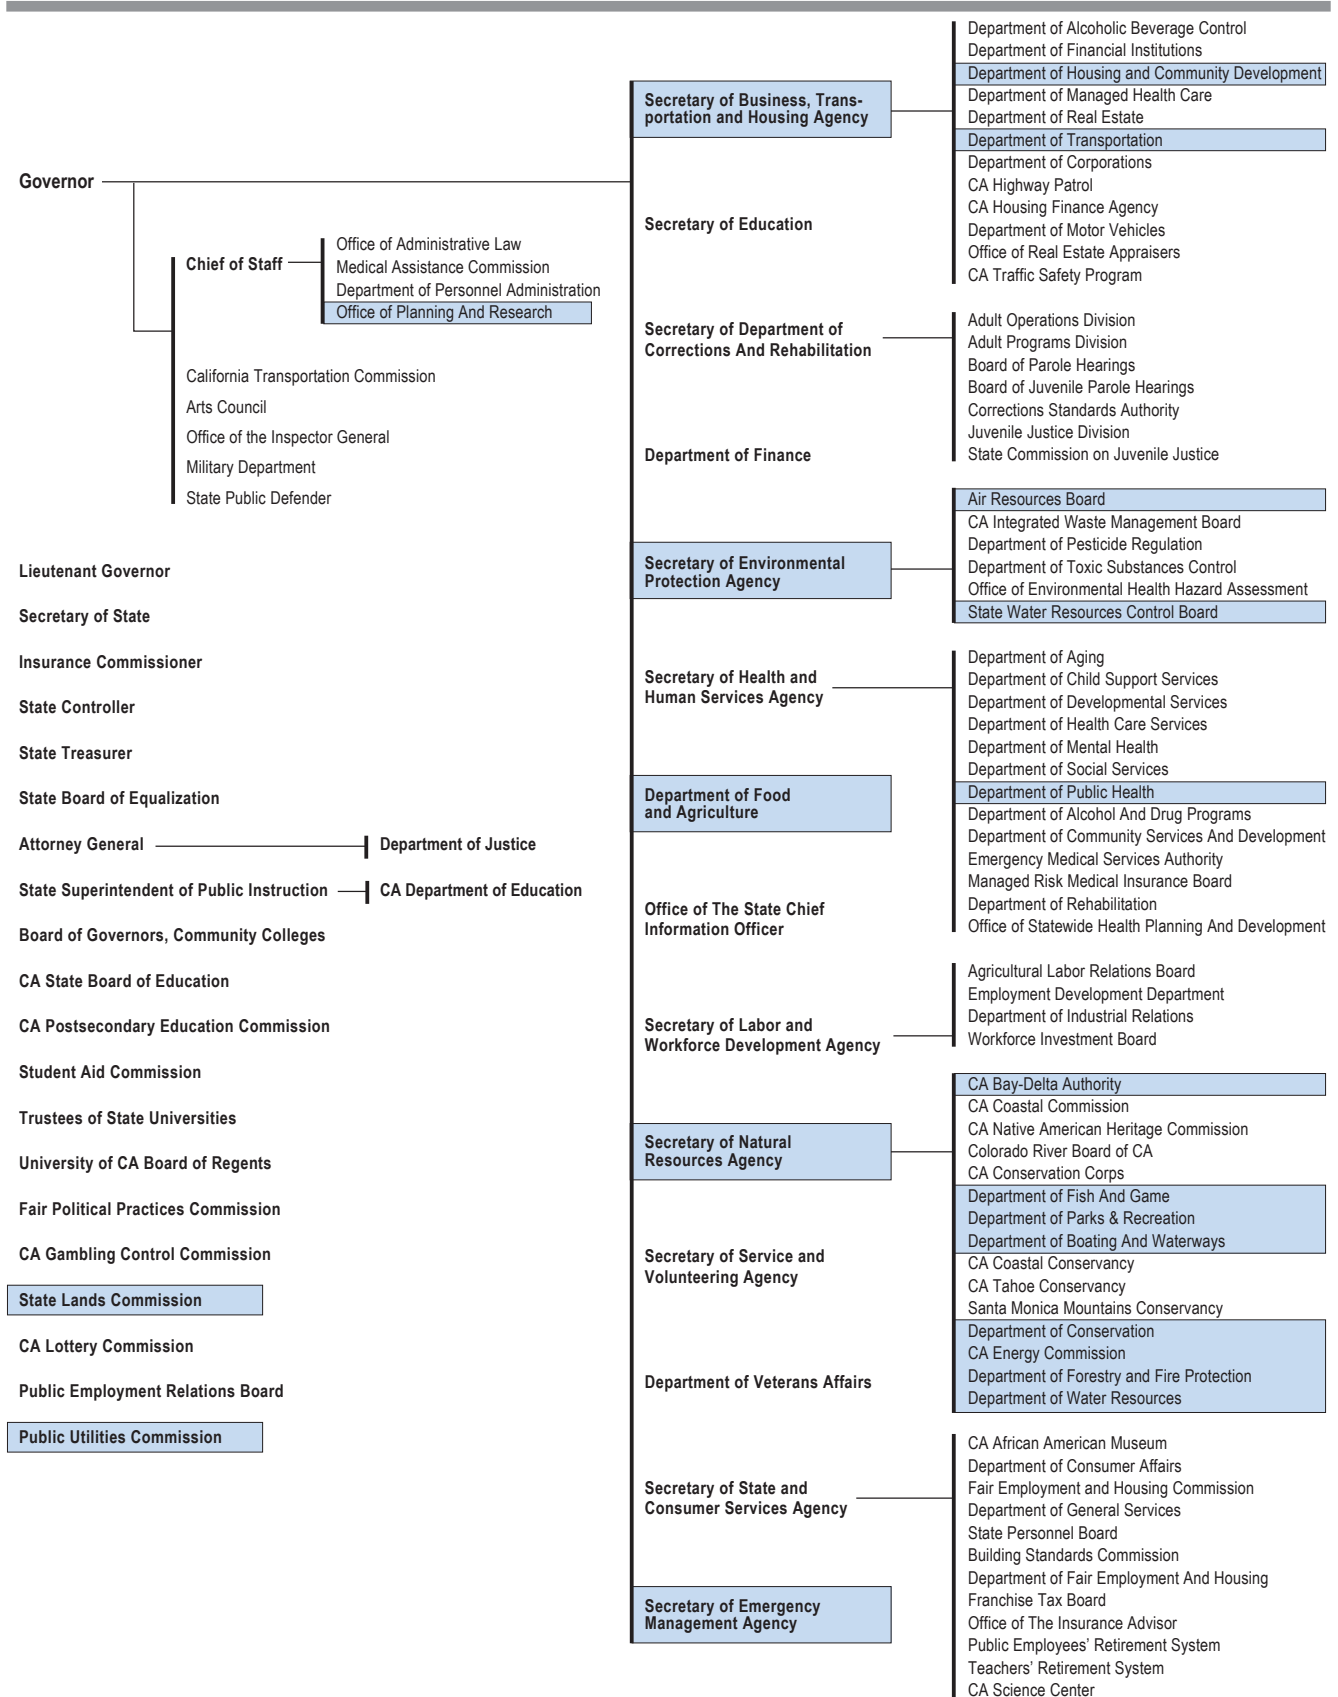 Governor
Chief of Staff
Office of Administrative Law
Medical Assistance Commission
Department of Personnel Administration
Office of Planning And Research
California Transportation Commission
Arts Council
Office of the Inspector General
Military Department
State Public Defender
Lieutenant Governor
Secretary of State
Insurance Commissioner
State Controller
State Treasurer
State Board of Equalization
Attorney General
Department of Justice
State Superintendent of Public Instruction
CA Department of Education
Board of Governors, Community Colleges
CA State Board of Education
CA Postsecondary Education Commission
Student Aid Commission
Trustees of State Universities
University of CA Board of Regents
Fair Political Practices Commission
CA Gambling Control Commission
State Lands Commission
CA Lottery Commission
Public Employment Relations Board
Public Utilities Commission
Secretary of Business, Trans-
portation and Housing Agency
Department of Alcoholic Beverage Control
Department of Financial Institutions
Department of Housing and Community Development
Department of Managed Health Care
Department of Real Estate
Department of Transportation
Department of Corporations
CA Highway Patrol
CA Housing Finance Agency
Department of Motor Vehicles
Office of Real Estate Appraisers
CA Traffic Safety Program
Secretary of Education
Secretary of Department of
Corrections And Rehabilitation
Adult Operations Division
Adult Programs Division
Board of Parole Hearings
Board of Juvenile Parole Hearings
Corrections Standards Authority
Juvenile Justice Division
State Commission on Juvenile Justice
Department of Finance
Secretary of Environmental
Protection Agency
Air Resources Board
CA Integrated Waste Management Board
Department of Pesticide Regulation
Department of Toxic Substances Control
Office of Environmental Health Hazard Assessment
State Water Resources Control Board
Secretary of Health and
Human Services Agency
Department of Aging
Department of Child Support Services
Department of Developmental Services
Department of Health Care Services
Department of Mental Health
Department of Social Services
Department of Public Health
Department of Alcohol And Drug Programs
Department of Community Services And Development
Emergency Medical Services Authority
Managed Risk Medical Insurance Board
Department of Rehabilitation
Office of Statewide Health Planning And Development
Department of Food
and Agriculture
Office of The State Chief
Information Officer
Secretary of Labor and
Workforce Development Agency
Agricultural Labor Relations Board
Employment Development Department
Department of Industrial Relations
Workforce Investment Board
Secretary of Natural
Resources Agency
CA Bay-Delta Authority
CA Coastal Commission
CA Native American Heritage Commission
Colorado River Board of CA
CA Conservation Corps
Department of Fish And Game
Department of Parks & Recreation
Department of Boating And Waterways
CA Coastal Conservancy
CA Tahoe Conservancy
Santa Monica Mountains Conservancy
Department of Conservation
CA Energy Commission
Department of Forestry and Fire Protection
Department of Water Resources
Secretary of Service and
Volunteering Agency
Department of Veterans Affairs
Secretary of State and
Consumer Services Agency
CA African American Museum
Department of Consumer Affairs
Fair Employment and Housing Commission
Department of General Services
State Personnel Board
Building Standards Commission
Department of Fair Employment And Housing
Franchise Tax Board
Office of The Insurance Advisor
Public Employees' Retirement System
Teachers' Retirement System
CA Science Center
Secretary of Emergency
Management Agency